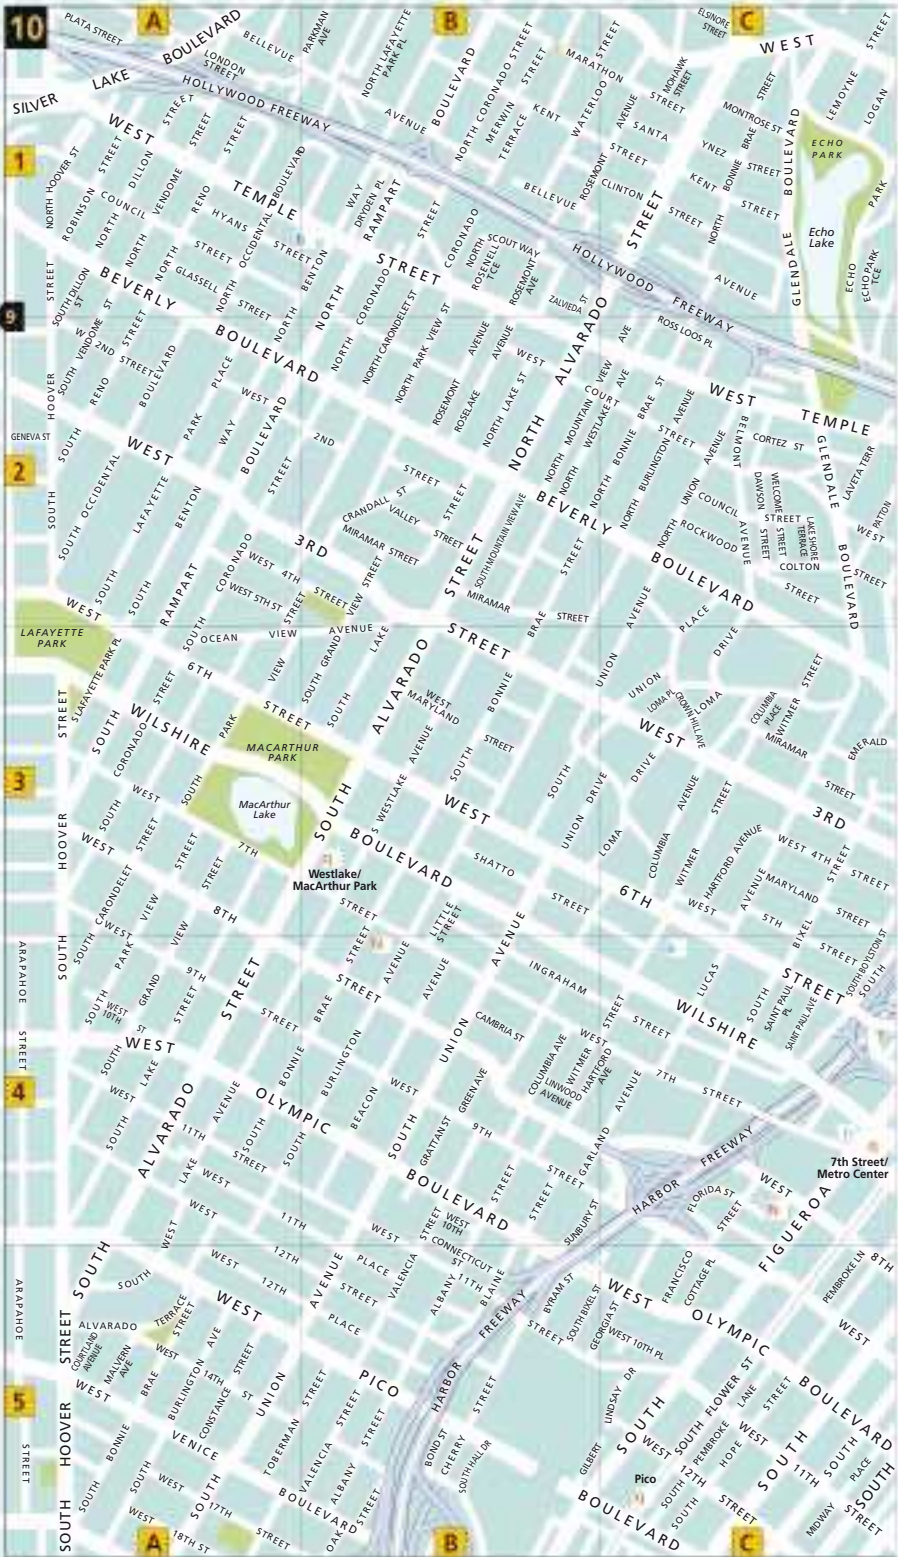 10
A
B
C
PLATA STREET
BOULEVARD
BELLEVUE
PARKMAN AVE
NORTH LAFAYETTE PARK PL
ELSINORE STREET
WEST
STREET
LONDON STREET
SILVER LAKE
HOLLYWOOD FREEWAY
BOULEVARD
NORTH CORONADO STREET
MARATHON STREET
MOHAWK STREET
LEMOYNE
LOGAN
AVENUE
MERWIN STREET
KENT
TERRACE
WATERLOO STREET
AVENUE
SANTA
YNEZ
STREET
MONTROSE ST
BONNIE BRAE
STREET
BOULEVARD
ECHO PARK
1
WEST
TEMPLE
STREET
NORTH HOOVER ST
ROBINSON STREET
DILLON STREET
COUNCIL
VENDOME STREET
RENO STREET
HYANS
OCCIDENTAL BOULEVARD
STREET
WAY
DRYDEN PL
RAMPART
STREET
BELLEVUE
ROSEMONT
CLINTON
STREET
KENT
STREET
NORTH
Echo Lake
PARK
NORTH
GLASSELL
STREET
BENTON
CORONADO
NORTH
ROSENELL TCE
SCOUT WAY
ROSEMONT AVE
HOLLYWOOD
FREEWAY
AVENUE
GLENDALE
ECHO
ECHO PARK TCE
9
SOUTH DILLON ST
BEVERLY
BOULEVARD
NORTH
NORTH CORONADO
NORTH CARONDELET ST
NORTH PARK VIEW ST
AVENUE
AVENUE
ZALVIEDA ST
ROSS LOOS PL
ALVARADO
W 2ND STREET
SOUTH VENDOME ST
RENO STREET
BOULEVARD
PLACE
WEST
ROSEMONT
ROSELAKE
NORTH LAKE ST
WEST
COURT
NORTH MOUNTAIN VIEW AVE
WESTLAKE AVE
BONNIE BRAE ST
AVENUE
WEST
TEMPLE
GENEVA ST
HOOVER STREET
SOUTH
2
WEST
PARK
WAY
BOULEVARD
2ND
STREET
NORTH
STREET
AVENUE
BELMONT
CORTEZ ST
GLENDALE
LAVETA TERR
SOUTH OCCIDENTAL
LAFAYETTE
BENTON
STREET
CRANDALL ST
VALLEY
STREET
MIRAMAR STREET
SOUTH MOUNTAIN VIEW AVE
BEVERLY
NORTH BURLINGTON
UNION
COUNCIL
ROCKWOOD
DAWSON STREET
WELCOME STREET
STREET
LAKE SHORE TERRACE
COLTON
STREET
PATTON
WEST
STREET
3RD
CORONADO
WEST 4TH
WEST 5TH ST
STREET
VIEW STREET
MIRAMAR
STREET
BRAE STREET
BOULEVARD
AVENUE
BOULEVARD
SOUTH
RAMPART
WEST
LAFAYETTE PARK
OCEAN
VIEW
AVENUE
LAKE
STREET
PLACE
DRIVE
S LAFAYETTE PARK PL
6TH
STREET
VIEW
SOUTH GRAND
SOUTH
ALVARADO
WEST MARYLAND
STREET
BONNIE
UNION
UNION
LOMA PL
CROWN HILL AVE
LOMA
COLUMBIA PLACE
WITMER STREET
MIRAMAR
STREET
EMERALD
3
WILSHIRE
CORONADO STREET
PARK
MACARTHUR PARK
MacArthur Lake
S WESTLAKE AVENUE
SOUTH
WEST
SOUTH
UNION DRIVE
WEST
DRIVE
3RD
WEST
SOUTH
7TH
BOULEVARD
Westlake/
MacArthur Park
SHATTO
STREET
LOMA
COLUMBIA AVENUE
WITMER STREET
HARTFORD AVENUE
WEST 4TH
STREET
MARYLAND
STREET
HOOVER
WEST
STREET
STREET
8TH
STREET
LITTLE STREET
6TH
WEST
5TH
STREET
BIXEL
AVENUE
SOUTH BOYLSTON ST
SOUTH CARONDELET
WEST
PARK VIEW
VIEW
9TH
STREET
STREET
AVENUE
AVENUE
INGRAHAM
LUCAS
STREET
WILSHIRE
SAINT PAUL PL
SAINT PAUL AVE
SOUTH
ARAPAHOE STREET
SOUTH
GRAND
WEST 10TH ST
STREET
BRAE
CAMBRIA ST
WEST
STREET
STREET
WEST
LAKE
BONNIE
BURLINGTON
BEACON
WEST
UNION
COLUMBIA AVE
WITMER
HARTFORD AVE
LINWOOD AVENUE
7TH
STREET
4
WEST
SOUTH
ALVARADO
AVENUE
OLYMPIC
SOUTH
GRATTAN ST
GREEN AVE
9TH
GARLAND AVENUE
FREEWAY
7th Street/
Metro Center
11TH
STREET
LAKE
WEST
BOULEVARD
STREET
STREET
SUNBURY ST
HARBOR
FLORIDA ST
STREET
WEST
FIGUEROA
WEST
WEST
11TH
12TH
WEST
WEST 10TH
CONNECTICUT ST
FRANCISCO
COTTAGE PL
PEMBROKE LN
8TH
SOUTH
WEST
12TH
PLACE
STREET
PLACE
VALENCIA
ALBANY
11TH
BLAINE
BYRAM ST
SOUTH BIXEL ST
GEORGIA ST
WEST
OLYMPIC
WEST
ALVARADO TERRACE
STREET
WEST
AVENUE
STREET
WEST 10TH PL
ARAPAHOE STREET
COURTLAND AVENUE
MALVERN AVE
WEST
14TH ST
PICO
HARBOR FREEWAY
LINDSAY DR
SOUTH FLOWER ST
BOULEVARD
5
WEST
BRAE
BURLINGTON AVE
CONSTANCE STREET
UNION
STREET
STREET
STREET
SOUTH
PEMBROKE LANE
STREET
HOOVER STREET
BONNIE
VENICE
TOBERMAN
VALENCIA
ALBANY
BOND ST
CHERRY STREET
SOUTH HALL DR
GILBERT
WEST
12TH
STREET
HOPE
WEST
11TH
STREET
SOUTH
SOUTH
SOUTH
WEST
17TH
STREET
BOULEVARD
Pico
SOUTH
SOUTH
MIDWAY PLACE
SOUTH
WEST 18TH ST
OAK STREET
BOULEVARD
A
B
C